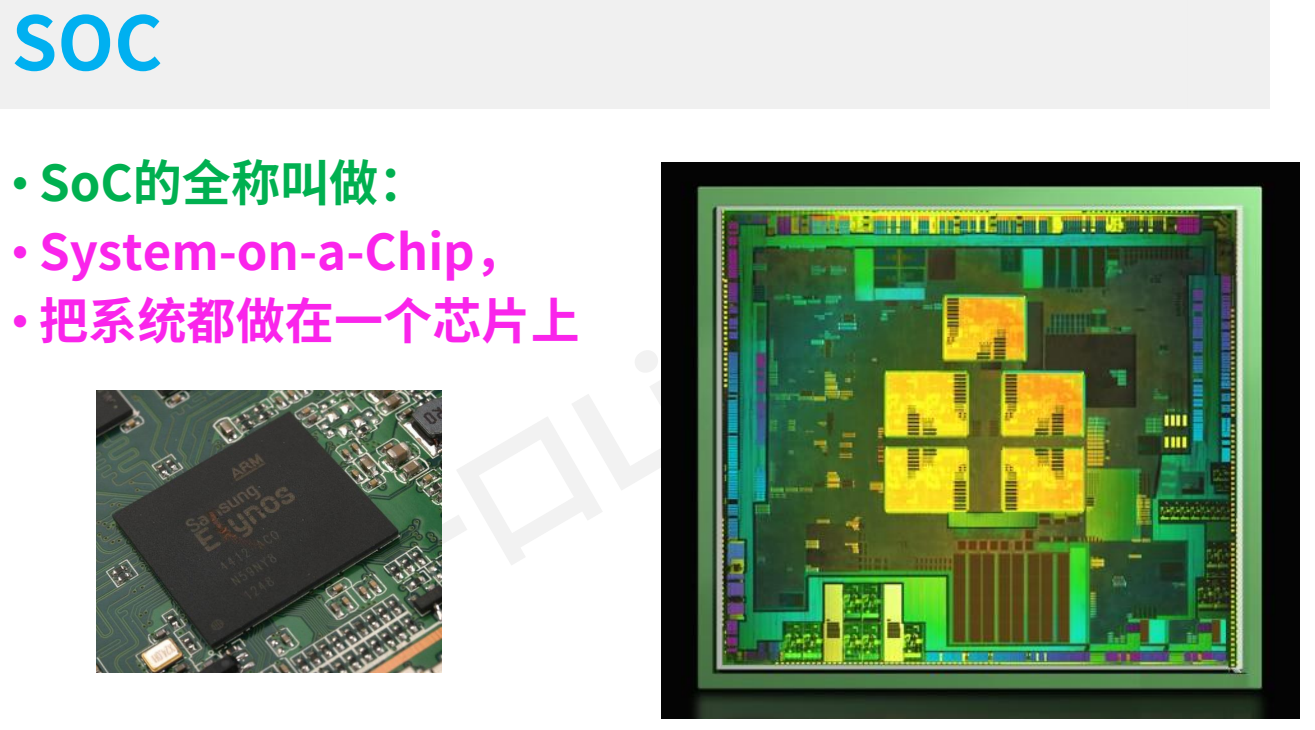 SOC
• SoC的全称叫做：
• System-on-a-Chip，
• 把系统都做在一个芯片上
ARM
Samsung
Exynos
4412 ACD
N59NY8
1248